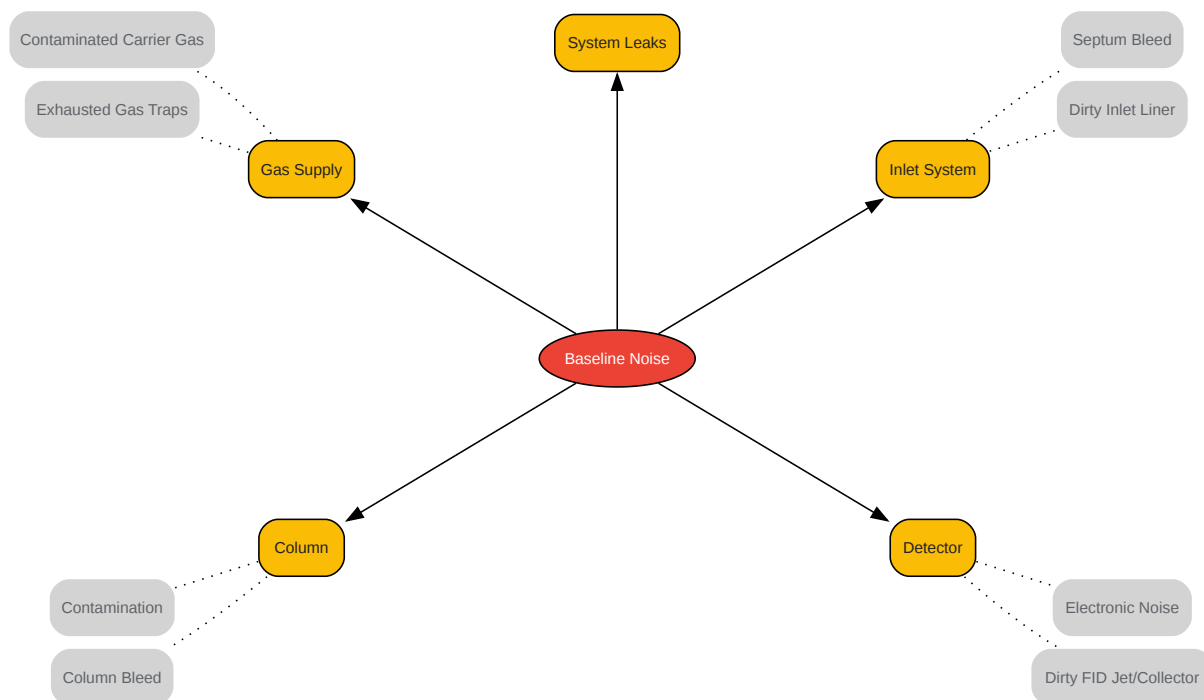 Contaminated Carrier Gas
System Leaks
Septum Bleed
Exhausted Gas Traps
Dirty Inlet Liner
Gas Supply
Inlet System
Baseline Noise
Column
Detector
Contamination
Electronic Noise
Column Bleed
Dirty FID Jet/Collector